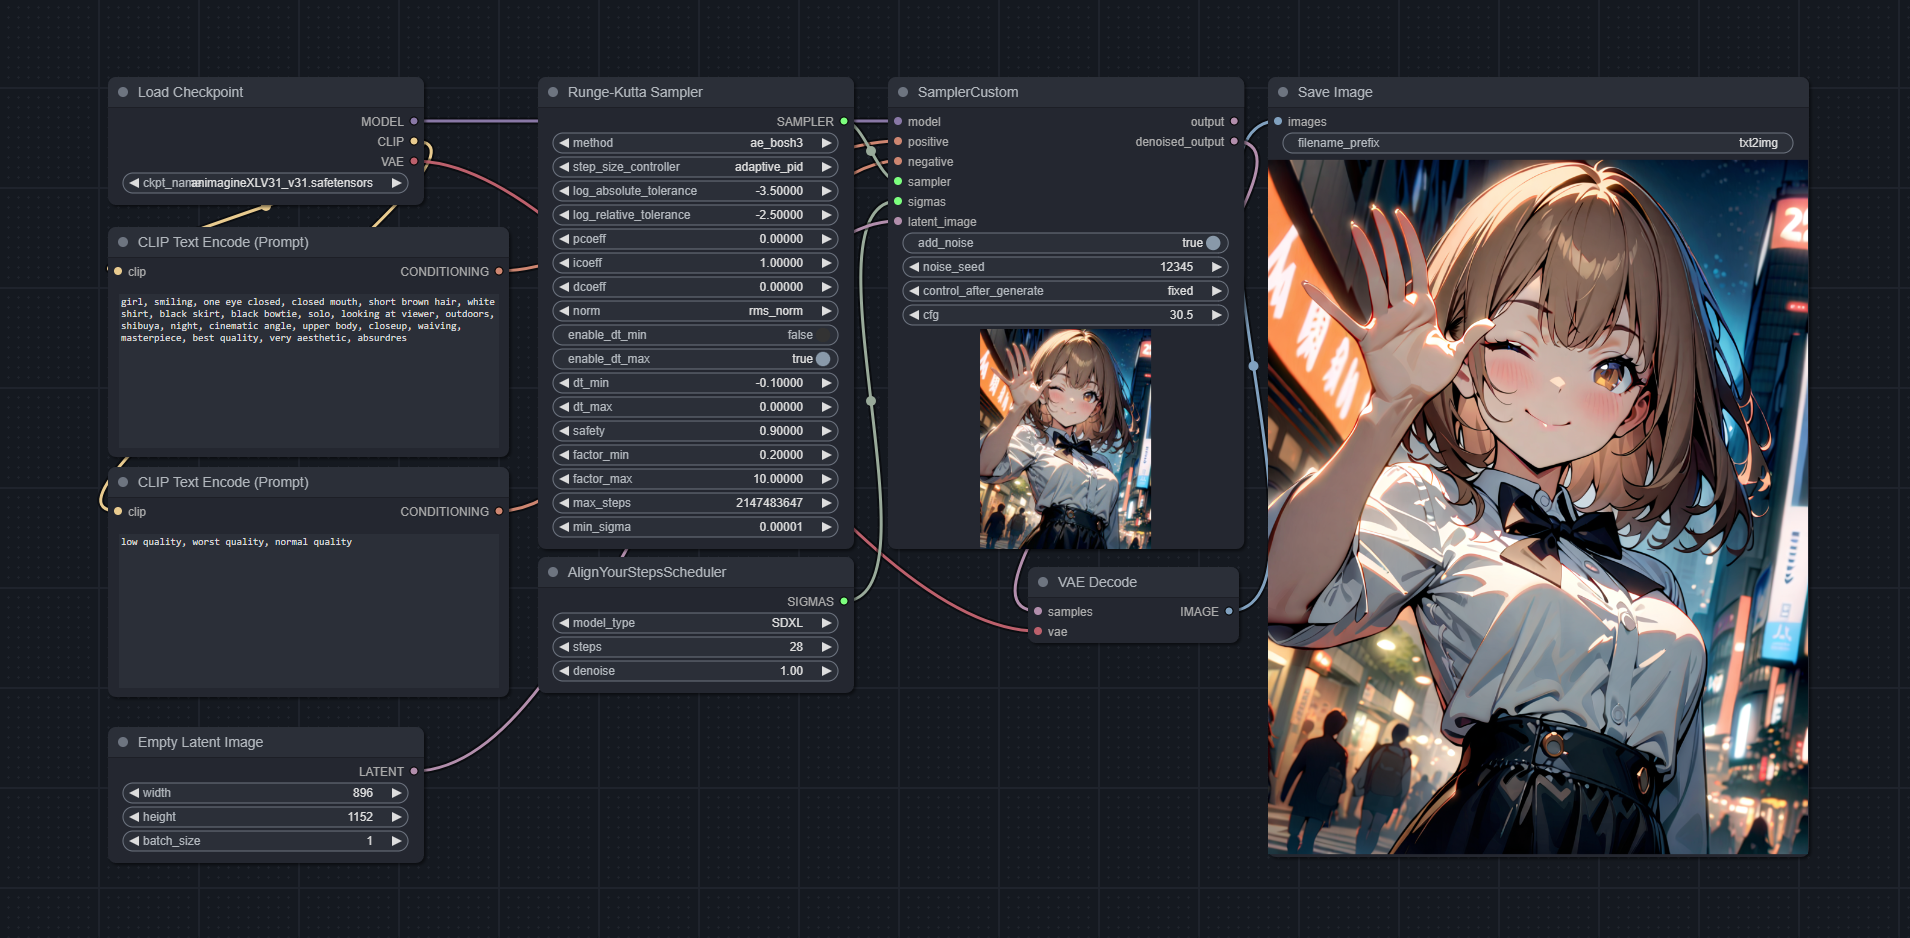 Load Checkpoint
MODEL
CLIP
VAE
ckpt_name animagineXLV31_v31.safetensors
CLIP Text Encode (Prompt)
clip CONDITIONING
girl, smiling, one eye closed, closed mouth, short brown hair, white
shirt, black skirt, black bowtie, solo, looking at viewer, outdoors,
shibuya, night, cinematic angle, upper body, closeup, waiving,
masterpiece, best quality, very aesthetic, absurdres
CLIP Text Encode (Prompt)
clip CONDITIONING
low quality, worst quality, normal quality
Empty Latent Image
LATENT
width 896
height 1152
batch_size 1
Runge-Kutta Sampler
SAMPLER
method ae_bosh3
step_size_controller adaptive_pid
log_absolute_tolerance -3.50000
log_relative_tolerance -2.50000
pcoeff 0.00000
icoeff 1.00000
dcoeff 0.00000
norm rms_norm
enable_dt_min false
enable_dt_max true
dt_min -0.10000
dt_max 0.00000
safety 0.90000
factor_min 0.20000
factor_max 10.00000
max_steps 2147483647
min_sigma 0.00001
AlignYourStepsScheduler
SIGMAS
model_type SDXL
steps 28
denoise 1.00
SamplerCustom
model output
positive denoised_output
negative
sampler
sigmas
latent_image
add_noise true
noise_seed 12345
control_after_generate fixed
cfg 30.5
VAE Decode
samples IMAGE
vae
Save Image
images
filename_prefix txt2img